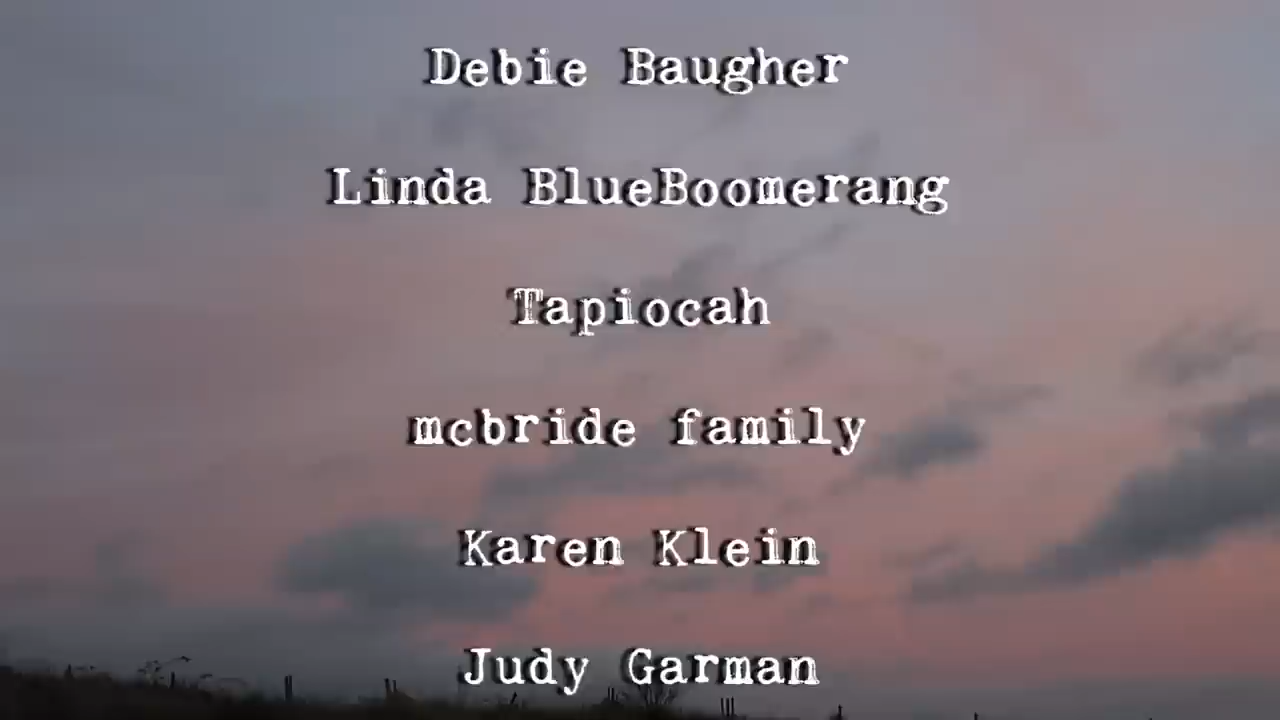 Debie Baugher
Linda BlueBoomerang
Tapiocah
mcbride family
Karen Klein
Judy Garman